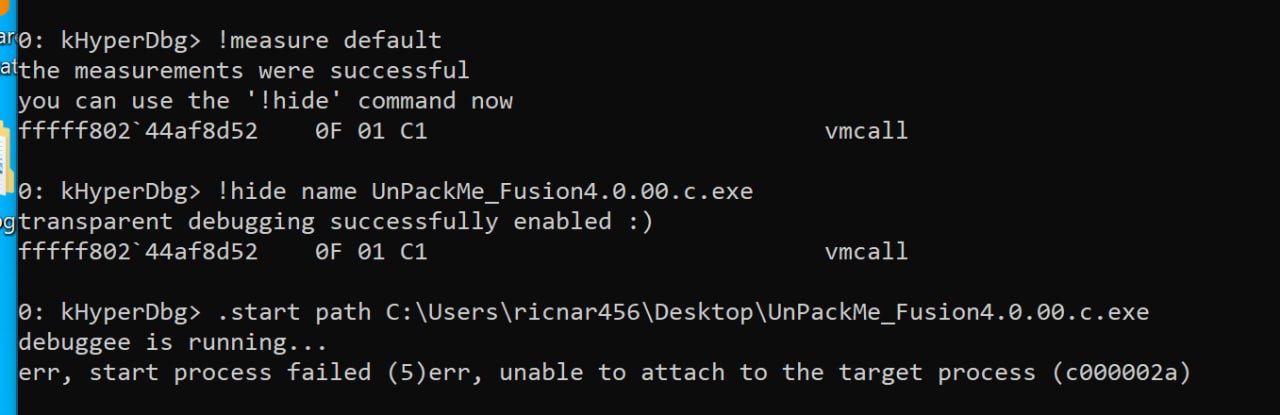 0: kHyperDbg> !measure default
the measurements were successful
you can use the '!hide' command now
fffff802`44af8d52    0F 01 C1                            vmcall
0: kHyperDbg> !hide name UnPackMe_Fusion4.0.00.c.exe
transparent debugging successfully enabled :)
fffff802`44af8d52    0F 01 C1                            vmcall
0: kHyperDbg> .start path C:\Users\ricnar456\Desktop\UnPackMe_Fusion4.0.00.c.exe
debuggee is running...
err, start process failed (5)err, unable to attach to the target process (c000002a)